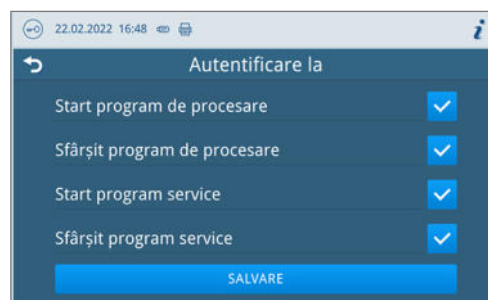 22.02.2022 16:48
Autentificare la
Start program de procesare
Sfârșit program de procesare
Start program service
Sfârșit program service
SALVARE